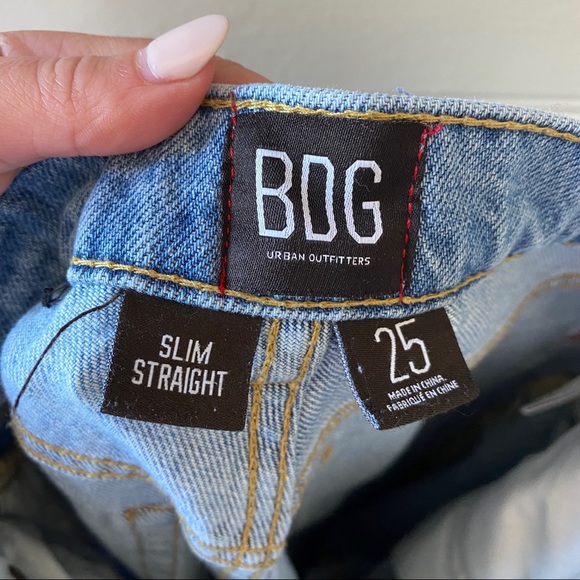 BDG
URBAN OUTFITTERS
SLIM
STRAIGHT
25
MADE IN CHINA
FABRIQUÉ EN CHINE